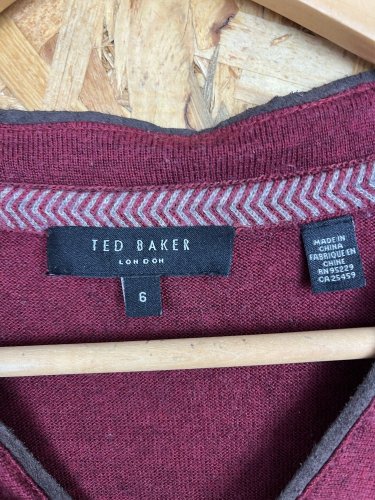 TED BAKER
LONDON
6
MADE IN
CHINA
FABRIQUE EN
CHINE
RN 95229
CA 25459